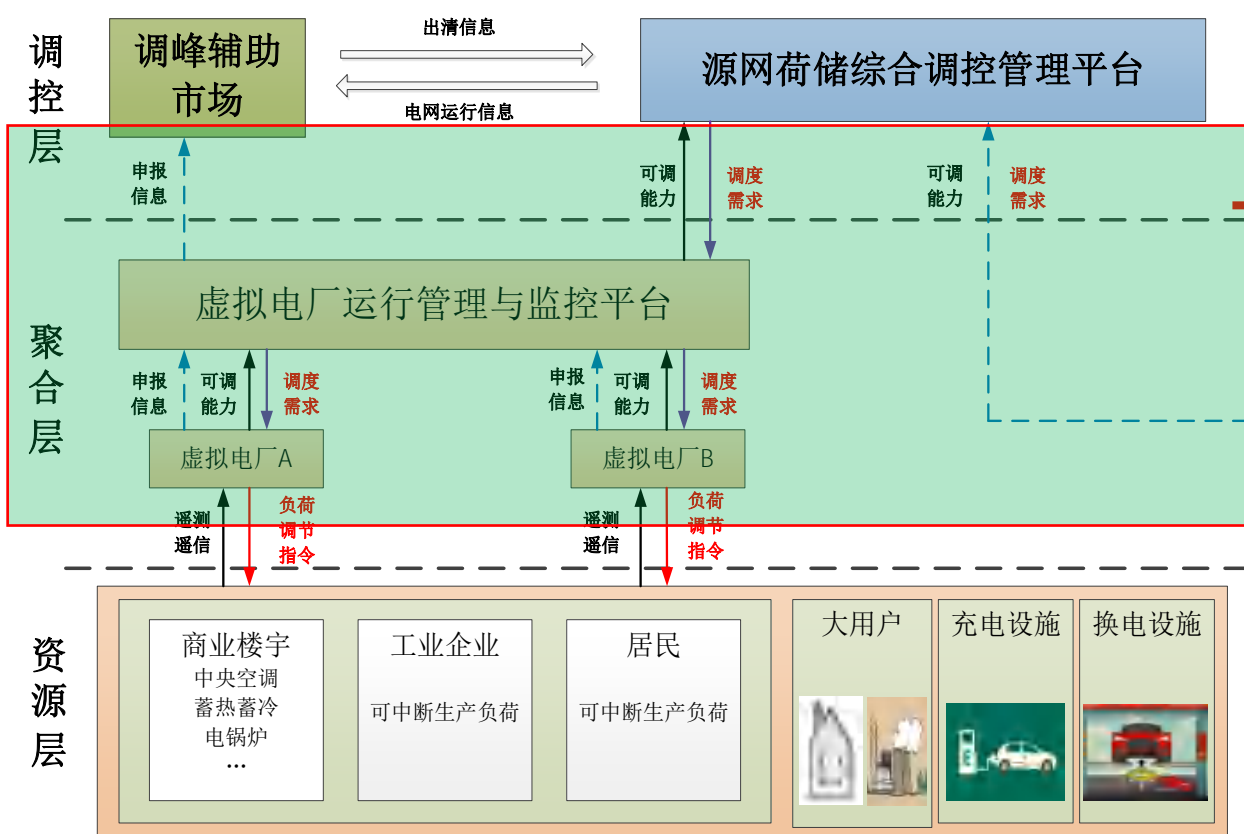 调
控
层
调峰辅助
市场
出清信息
电网运行信息
源网荷储综合调控管理平台
申报
信息
可调
能力
调度
需求
可调
能力
调度
需求
聚
合
层
虚拟电厂运行管理与监控平台
申报
信息
可调
能力
调度
需求
申报
信息
可调
能力
调度
需求
虚拟电厂A
虚拟电厂B
遥测
遥信
负荷
调节
指令
遥测
遥信
负荷
调节
指令
资
源
层
商业楼宇
中央空调
蓄热蓄冷
电锅炉
...
工业企业
可中断生产负荷
居民
可中断生产负荷
大用户
充电设施
换电设施